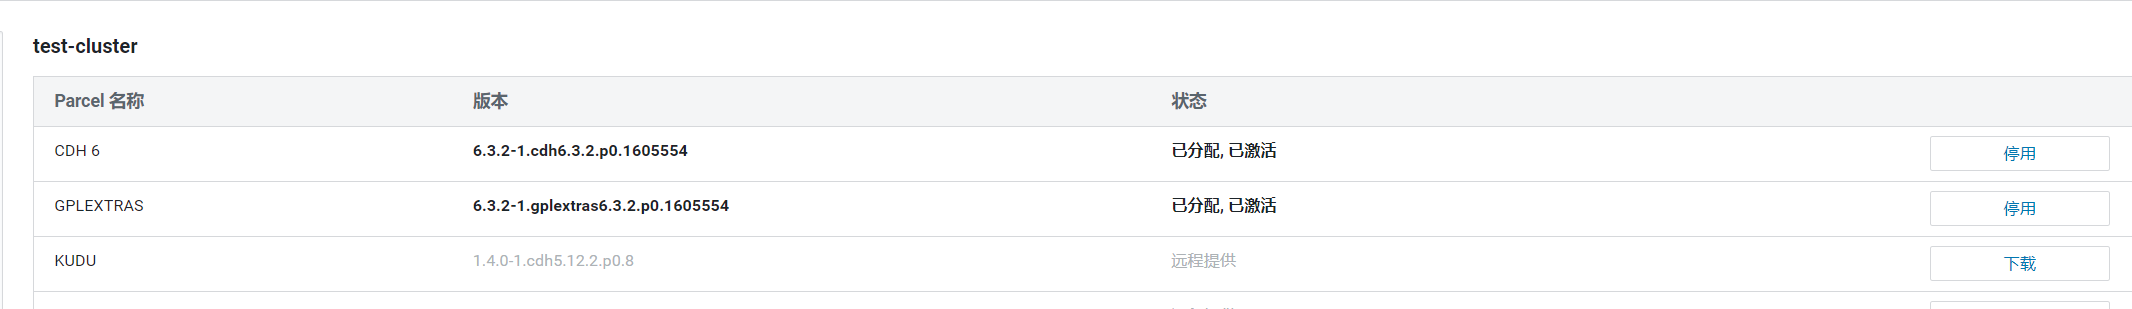 test-cluster
Parcel 名称 版本 状态
CDH 6 6.3.2-1.cdh6.3.2.p0.1605554 已分配, 已激活 停用
GPLEXTRAS 6.3.2-1.gplextras6.3.2.p0.1605554 已分配, 已激活 停用
KUDU 1.4.0-1.cdh5.12.2.p0.8 远程提供 下载